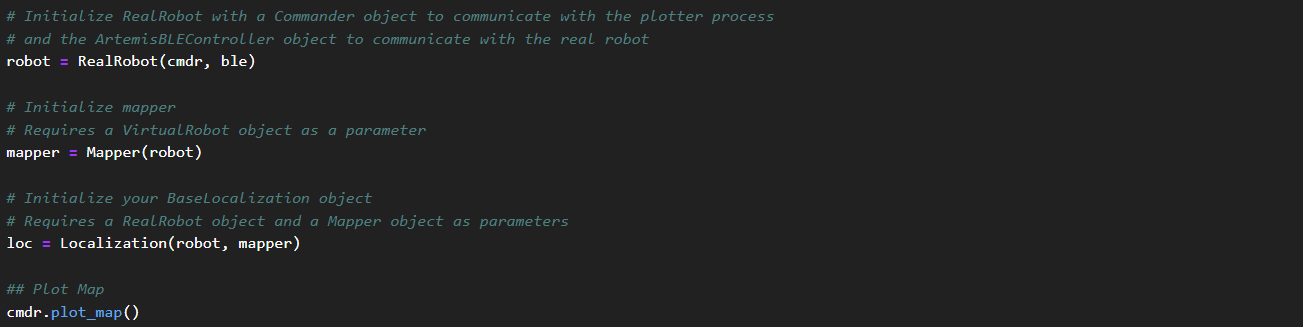 # Initialize RealRobot with a Commander object to communicate with the plotter process
# and the ArtemisBLEController object to communicate with the real robot
robot = RealRobot(cmdr, ble)
# Initialize mapper
# Requires a VirtualRobot object as a parameter
mapper = Mapper(robot)
# Initialize your BaseLocalization object
# Requires a RealRobot object and a Mapper object as parameters
loc = Localization(robot, mapper)
## Plot Map
cmdr.plot_map()